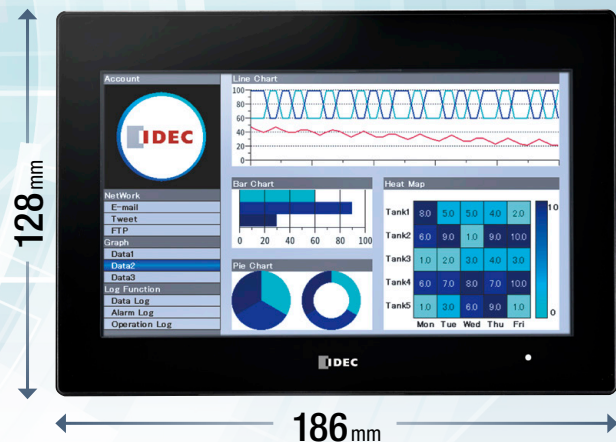 128 mm
Account
IDEC
NetWork
E-mail
Tweet
FTP
Graph
Data1
Data2
Data3
Log Function
Data Log
Alarm Log
Operation Log
Line Chart
100
80
60
40
20
0
Bar Chart
0 20 40 60 80 100
Pie Chart
Heat Map
Tank1 8.0 5.0 5.0 4.0 2.0
Tank2 6.0 9.0 1.0 9.0 10.0
Tank3 1.0 2.0 3.0 4.0 3.0
Tank4 6.0 7.0 8.0 7.0 10.0
Tank5 1.0 3.0 6.0 9.0 1.0
Mon Tue Wed Thu Fri
10
0
IDEC
186 mm